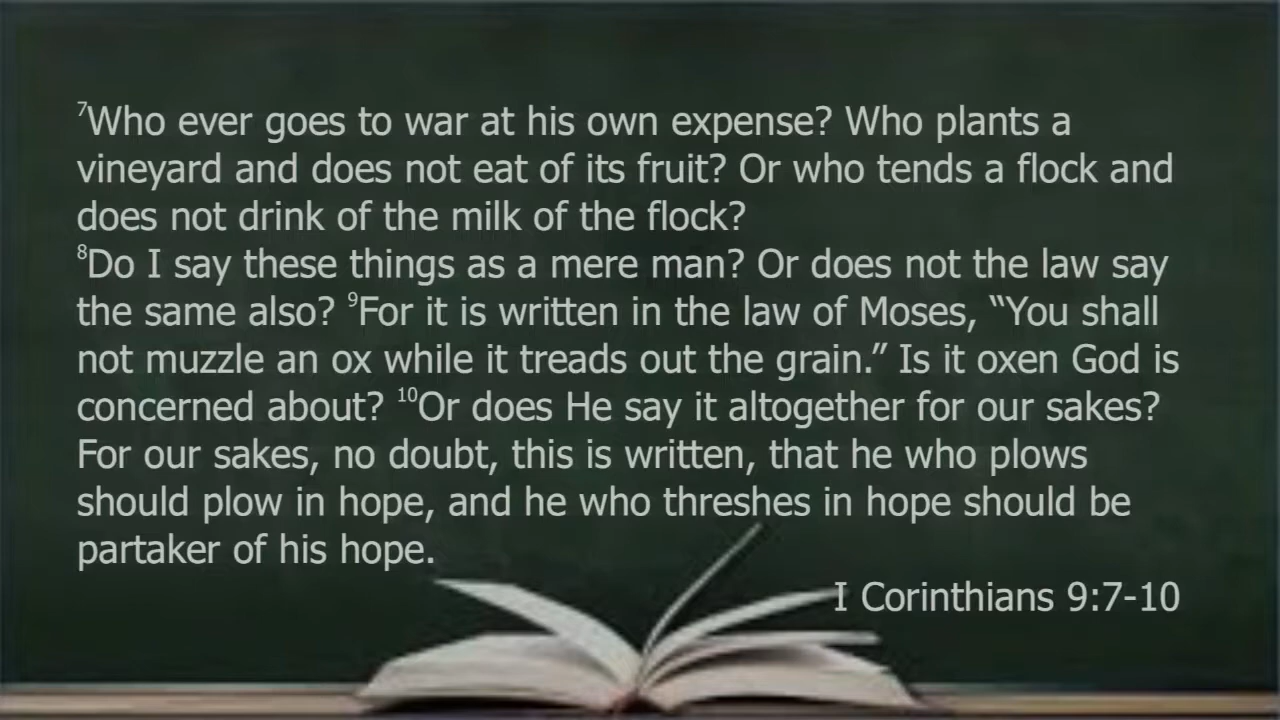 ⁷Who ever goes to war at his own expense? Who plants a
vineyard and does not eat of its fruit? Or who tends a flock and
does not drink of the milk of the flock?
⁸Do I say these things as a mere man? Or does not the law say
the same also? ⁹For it is written in the law of Moses, “You shall
not muzzle an ox while it treads out the grain.” Is it oxen God is
concerned about? ¹⁰Or does He say it altogether for our sakes?
For our sakes, no doubt, this is written, that he who plows
should plow in hope, and he who threshes in hope should be
partaker of his hope.
I Corinthians 9:7-10